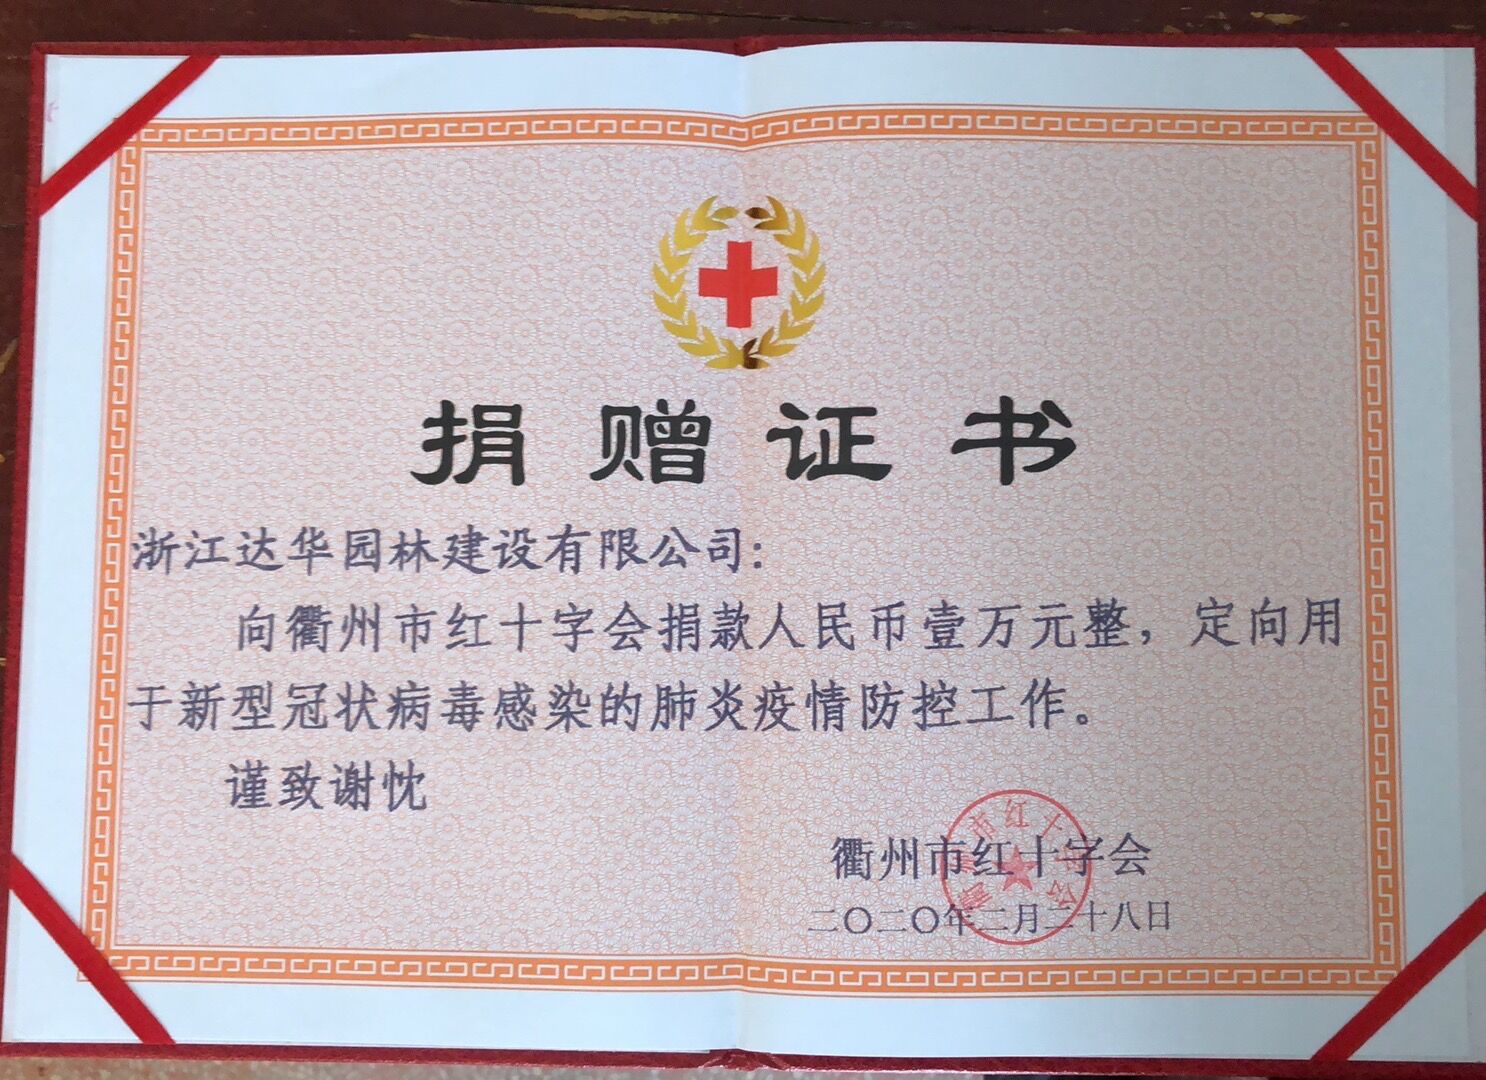 捐赠证书
浙江达华园林建设有限公司：
向衢州市红十字会捐款人民币壹万元整，定向用
于新型冠状病毒感染的肺炎疫情防控工作。
谨致谢忱
衢州市红十字会
二〇二〇年二月二十八日